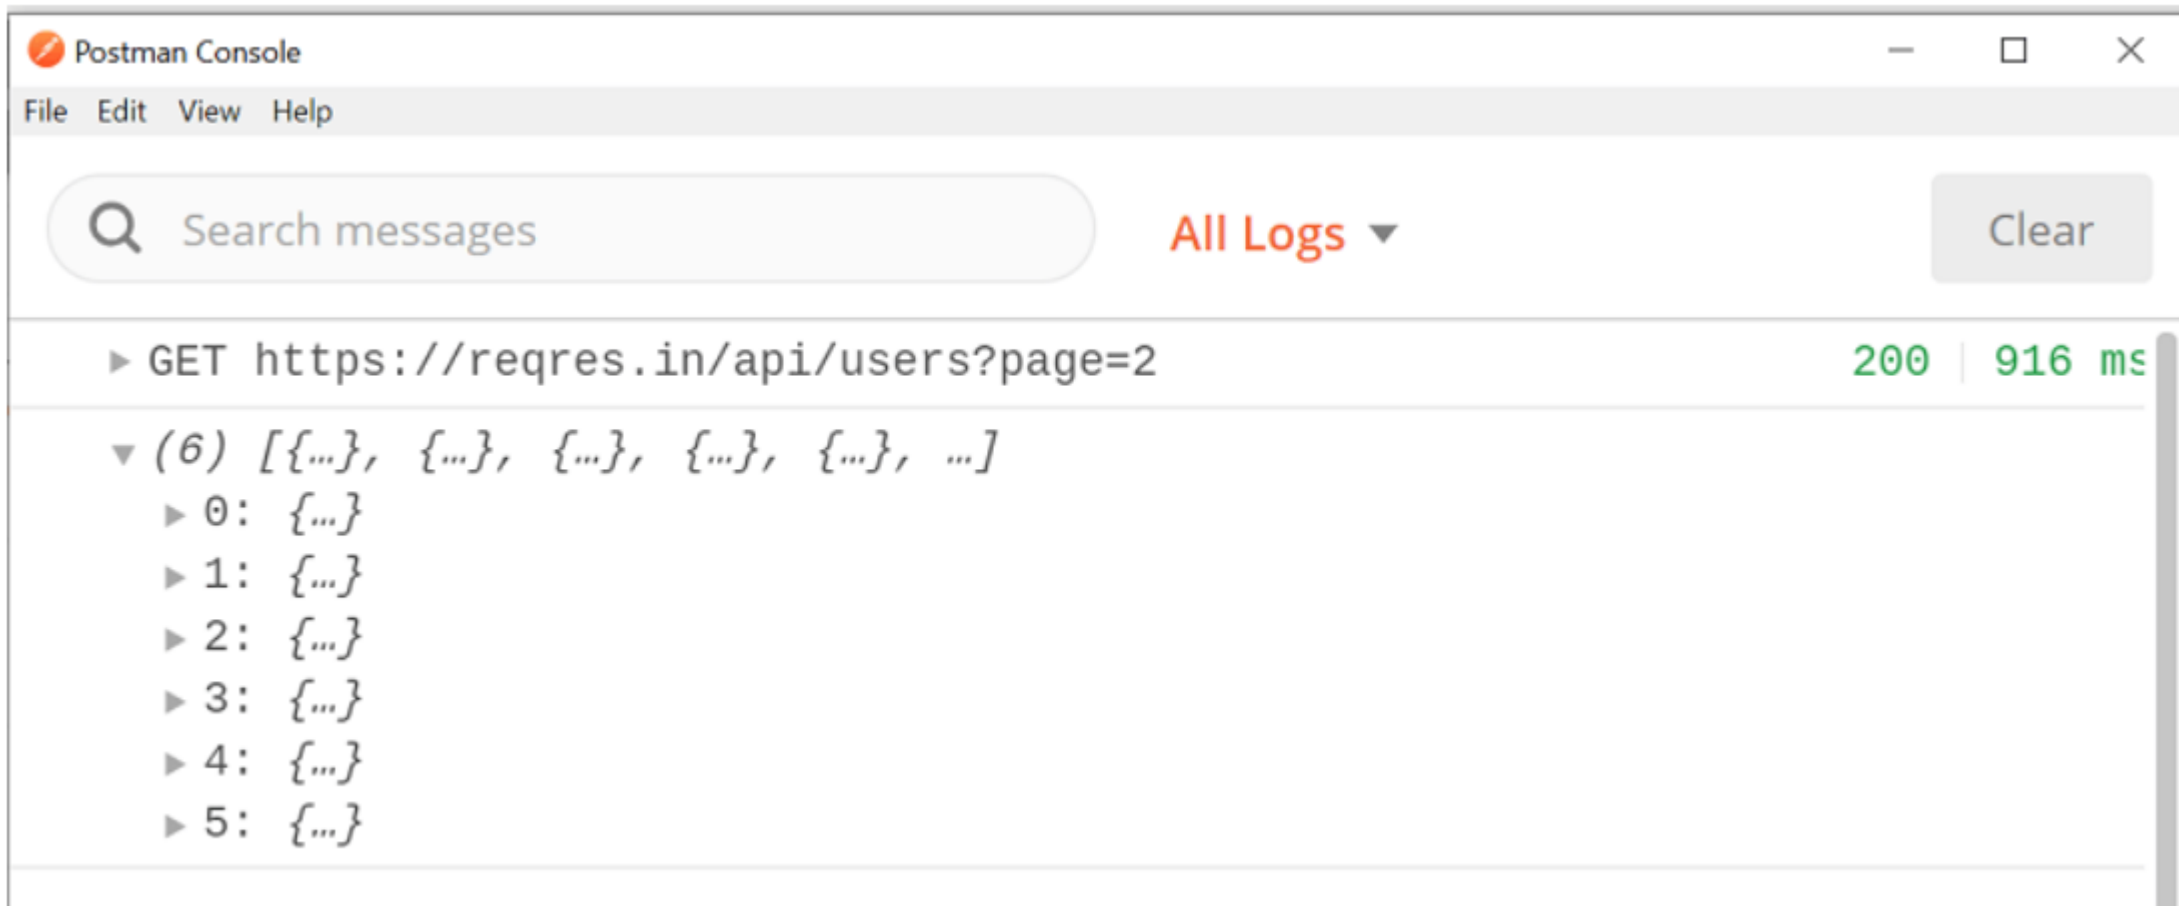 Postman Console
File Edit View Help
Search messages All Logs Clear
GET https://reqres.in/api/users?page=2 200 916 ms
(6) [{…}, {…}, {…}, {…}, {…}, …]
0: {…}
1: {…}
2: {…}
3: {…}
4: {…}
5: {…}